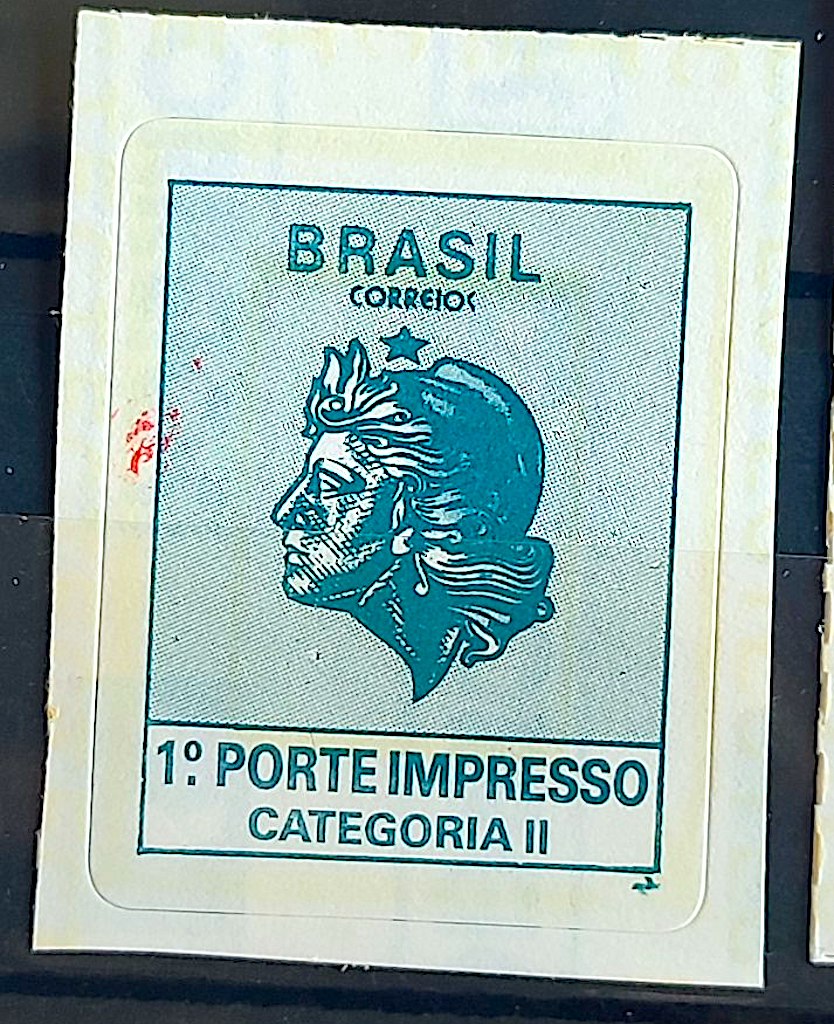 BRASIL
CORREIOS
1º PORTE IMPRESSO
CATEGORIA II